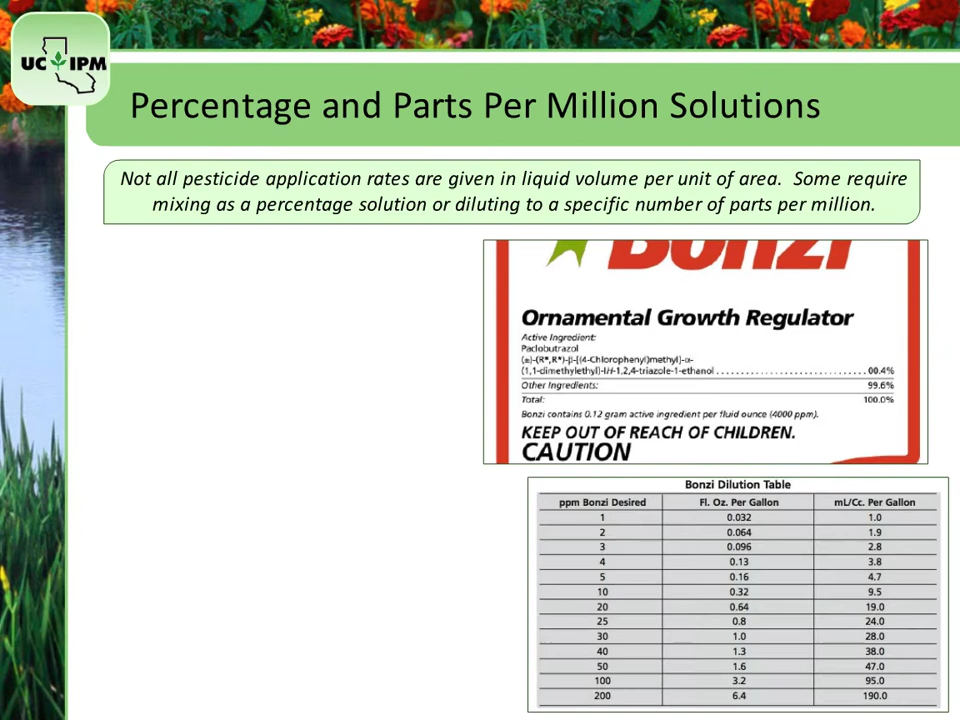 UC IPM
Percentage and Parts Per Million Solutions
Not all pesticide application rates are given in liquid volume per unit of area. Some require
mixing as a percentage solution or diluting to a specific number of parts per million.
Bonzi
Ornamental Growth Regulator
Active Ingredient:
Paclobutrazol
(±)-(R*,R*)-β-[(4-Chlorophenyl)methyl]-α-
(1,1-dimethylethyl)-IH-1,2,4-triazole-1-ethanol . . . . . . . . . . . . . . . . . . . . . . . . . . . . . . 00.4%
Other Ingredients: 99.6%
Total: 100.0%
Bonzi contains 0.12 gram active ingredient per fluid ounce (4000 ppm).
KEEP OUT OF REACH OF CHILDREN.
CAUTION
Bonzi Dilution Table
ppm Bonzi Desired Fl. Oz. Per Gallon mL/Cc. Per Gallon
1 0.032 1.0
2 0.064 1.9
3 0.096 2.8
4 0.13 3.8
5 0.16 4.7
10 0.32 9.5
20 0.64 19.0
25 0.8 24.0
30 1.0 28.0
40 1.3 38.0
50 1.6 47.0
100 3.2 95.0
200 6.4 190.0